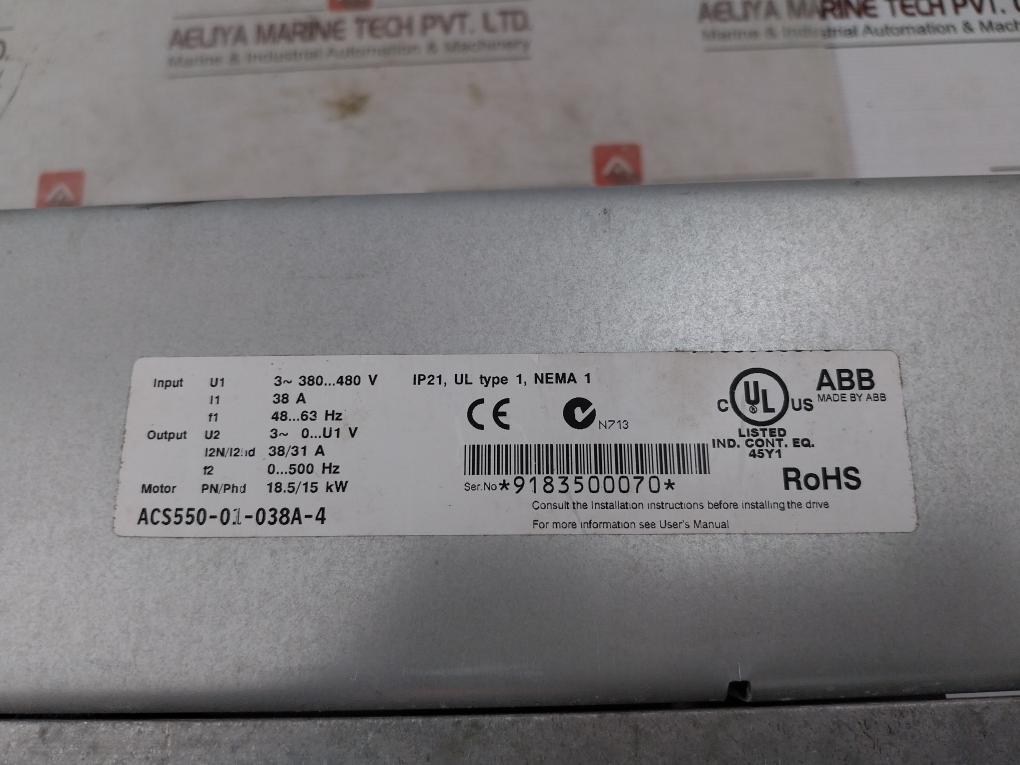 AELIYA MARINE TECH PVT. LTD.
Marine & Industrial Automation & Machinery
AELIYA MARINE TECH PVT.
Marine & Industrial Automation &
Input U1 3~ 380...480 V
I1 38 A
f1 48...63 Hz
Output U2 3~ 0...U1 V
I2N/I2hd 38/31 A
f2 0...500 Hz
Motor PN/Phd 18.5/15 kW
ACS550-01-038A-4
IP21, UL type 1, NEMA 1
CE
N713
Ser.No *9183500070*
Consult the Installation instructions before installing the drive
For more information see User's Manual
C UL ® US
LISTED
IND. CONT. EQ.
45Y1
ABB
MADE BY ABB
RoHS